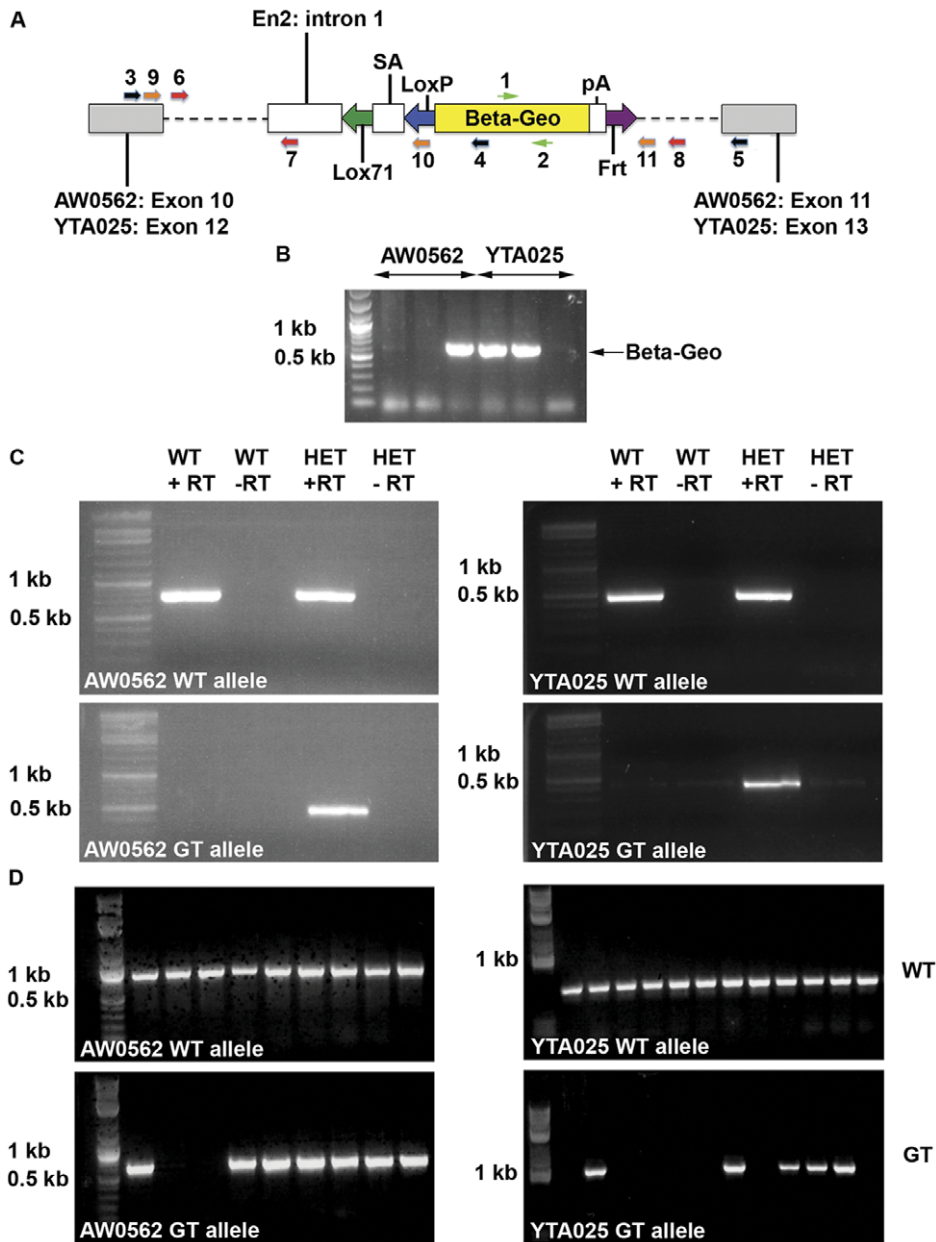 A
En2: intron 1
SA
LoxP
pA
3 9 6
1
Beta-Geo
7
Lox71
10
4
2
Frt
11 8
5
AW0562: Exon 10
YTA025: Exon 12
AW0562: Exon 11
YTA025: Exon 13
B
AW0562 YTA025
1 kb
0.5 kb
Beta-Geo
C
WT WT HET HET
+ RT -RT +RT - RT
1 kb
0.5 kb
AW0562 WT allele
WT WT HET HET
+ RT -RT +RT - RT
1 kb
0.5 kb
YTA025 WT allele
1 kb
0.5 kb
AW0562 GT allele
1 kb
0.5 kb
YTA025 GT allele
D
1 kb
0.5 kb
AW0562 WT allele
1 kb
YTA025 WT allele
WT
1 kb
0.5 kb
AW0562 GT allele
1 kb
YTA025 GT allele
GT